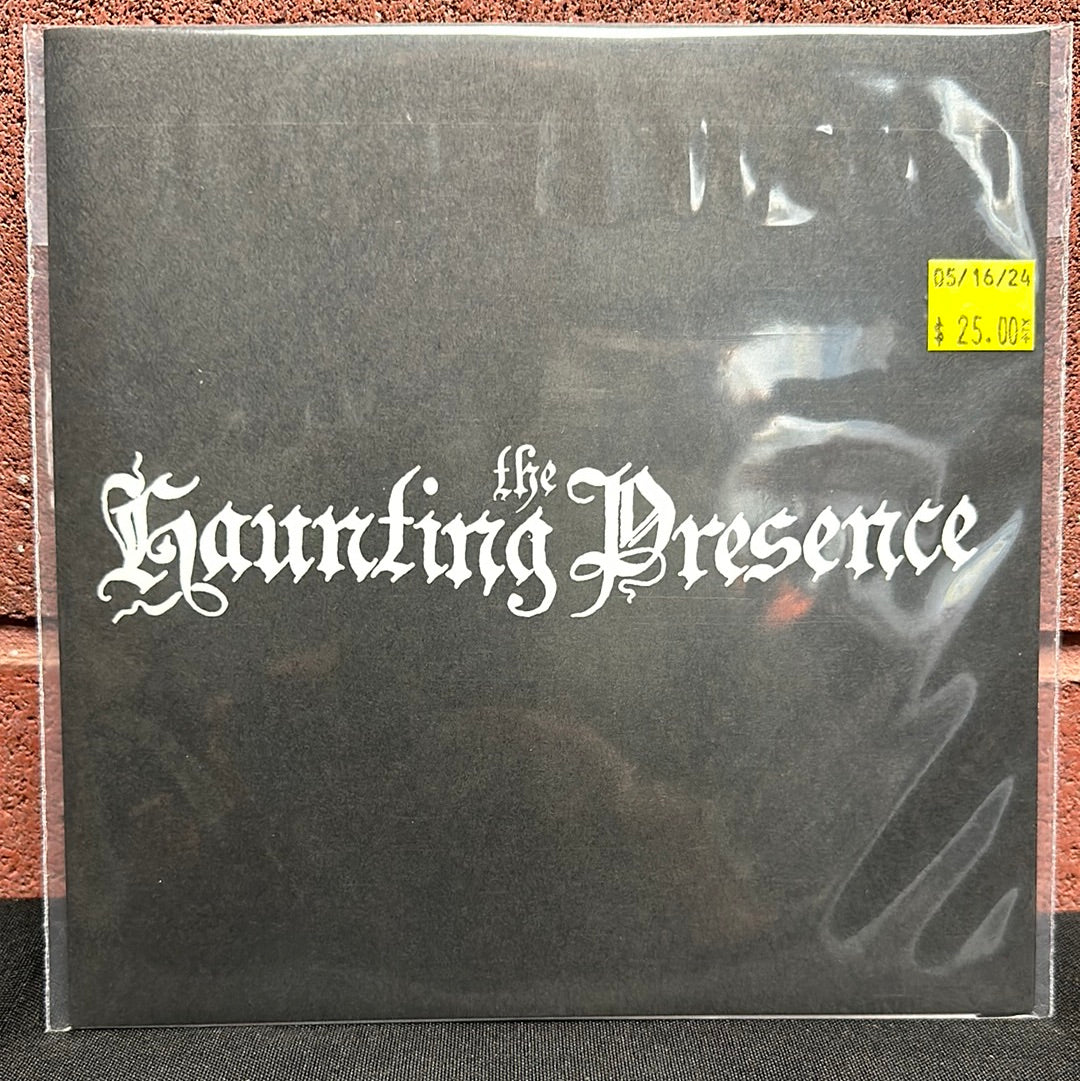 05/16/24
$ 25.00
the
Haunting Presence